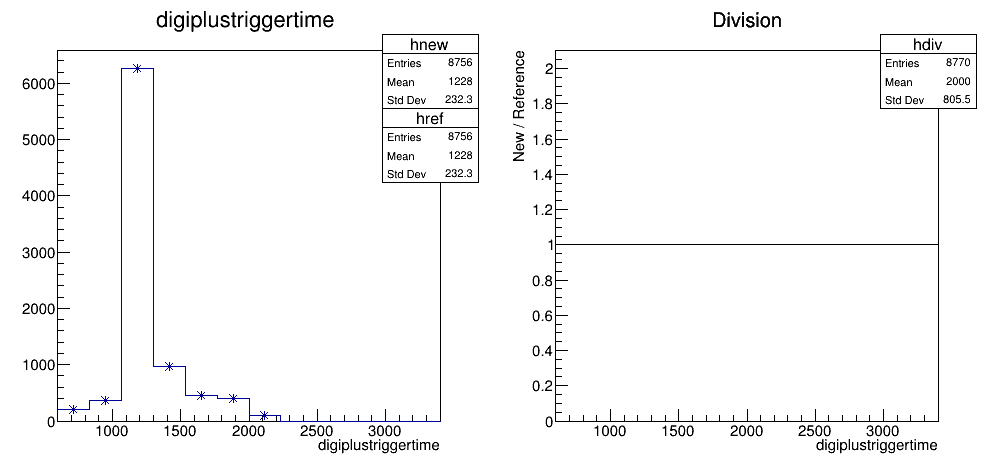 digiplustriggertime
hnew
Entries 8756
Mean 1228
Std Dev 232.3
href
Entries 8756
Mean 1228
Std Dev 232.3
6000
5000
4000
3000
2000
1000
0
1000 1500 2000 2500 3000
digiplustriggertime
Division
hdiv
Entries 8770
Mean 2000
Std Dev 805.5
New / Reference
2
1.8
1.6
1.4
1.2
1
0.8
0.6
0.4
0.2
0
1000 1500 2000 2500 3000
digiplustriggertime